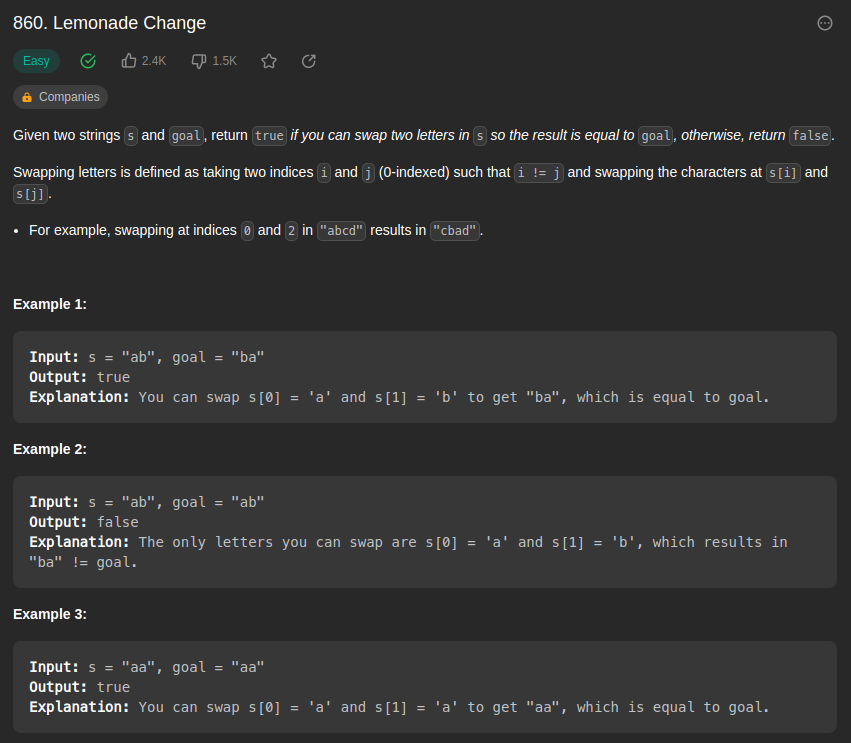 860. Lemonade Change
Easy 2.4K 1.5K
Companies
Given two strings s and goal, return true if you can swap two letters in s so the result is equal to goal, otherwise, return false.
Swapping letters is defined as taking two indices i and j (0-indexed) such that i != j and swapping the characters at s[i] and
s[j].
• For example, swapping at indices 0 and 2 in "abcd" results in "cbad".
Example 1:
Input: s = "ab", goal = "ba"
Output: true
Explanation: You can swap s[0] = 'a' and s[1] = 'b' to get "ba", which is equal to goal.
Example 2:
Input: s = "ab", goal = "ab"
Output: false
Explanation: The only letters you can swap are s[0] = 'a' and s[1] = 'b', which results in
"ba" != goal.
Example 3:
Input: s = "aa", goal = "aa"
Output: true
Explanation: You can swap s[0] = 'a' and s[1] = 'a' to get "aa", which is equal to goal.